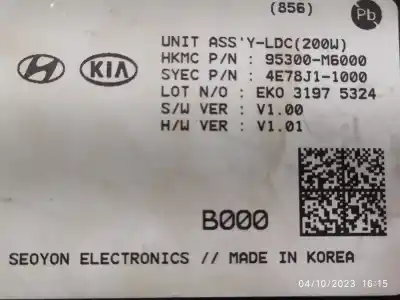 (856)
Pb
UNIT ASS'Y-LDC(200W)
HKMC P/N : 95300-M6000
SYEC P/N : 4E78J1-1000
LOT N/O : EKO 3197 5324
S/W VER : V1.00
H/W VER : V1.01
KIA
B000
SEOYON ELECTRONICS // MADE IN KOREA
04/10/2023 16:15